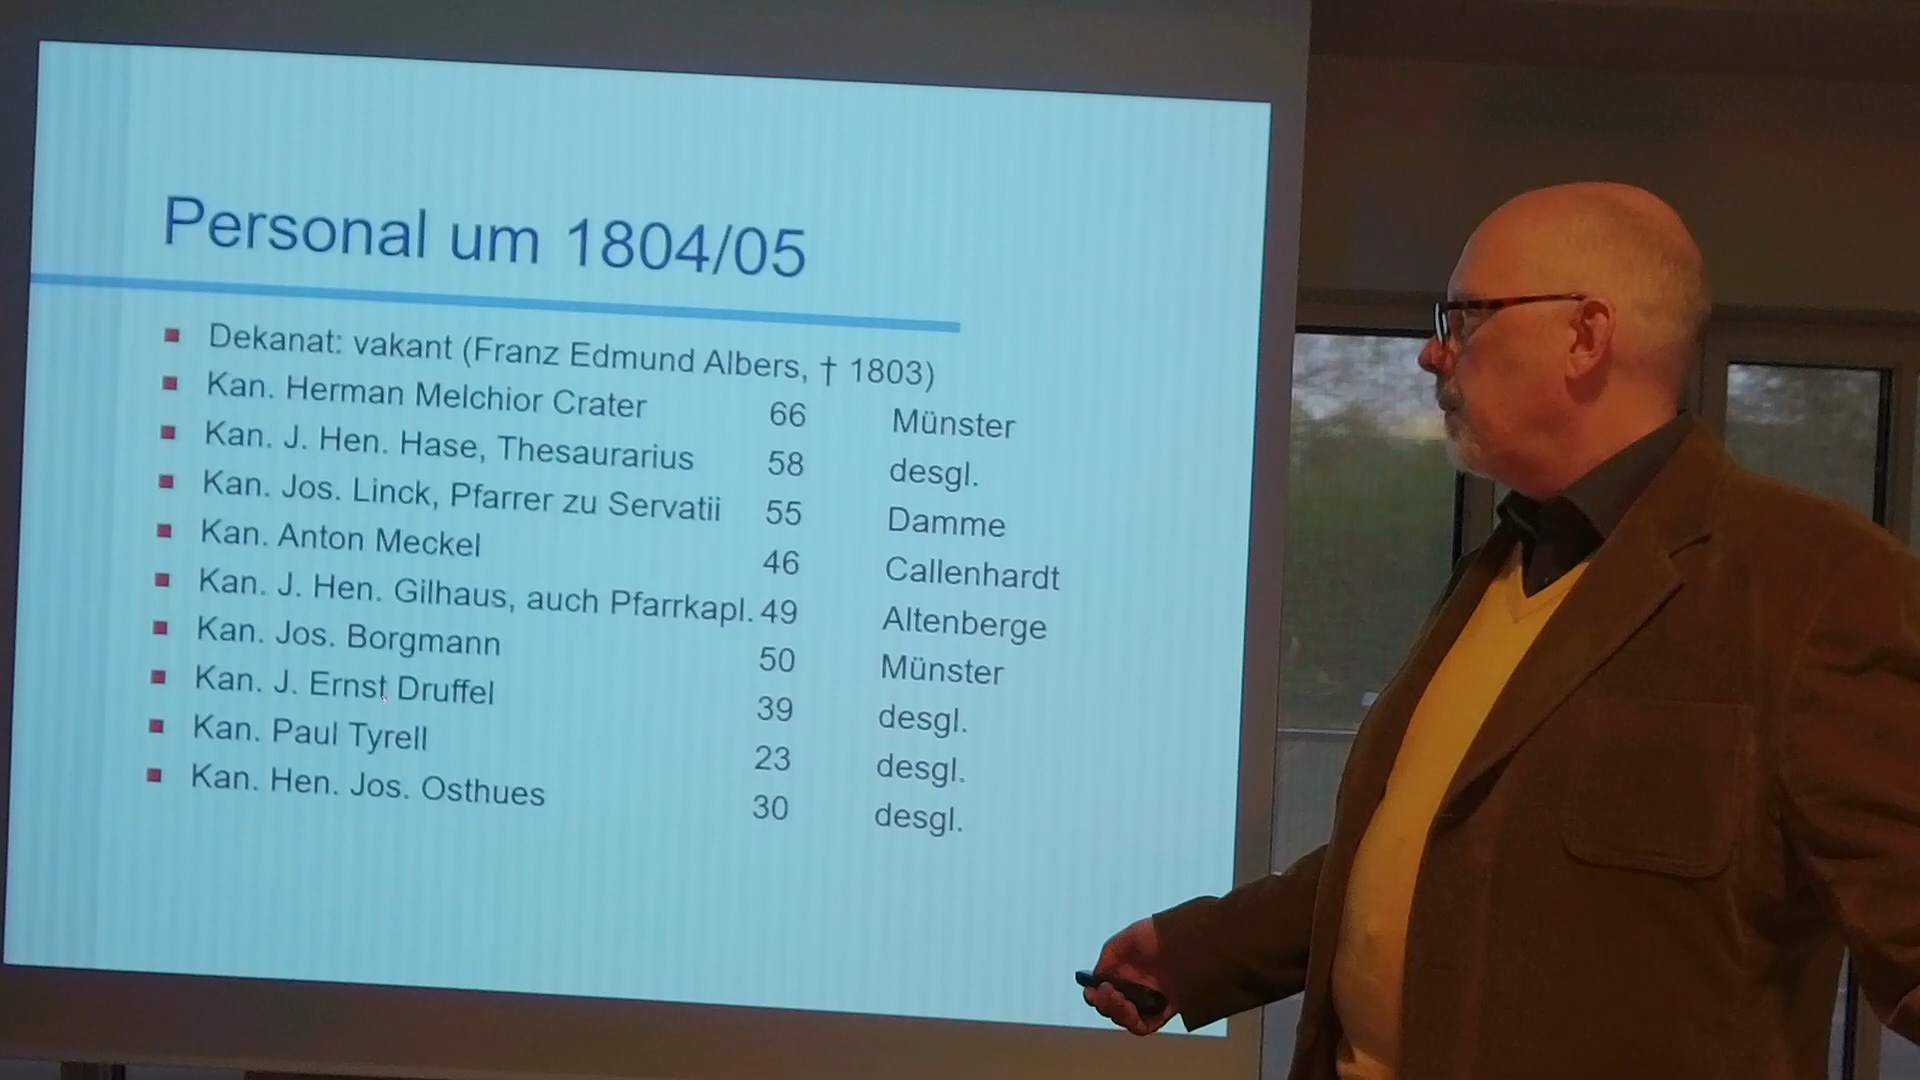 Personal um 1804/05
Dekanat: vakant (Franz Edmund Albers, † 1803)
Kan. Herman Melchior Crater 66 Münster
Kan. J. Hen. Hase, Thesaurarius 58 desgl.
Kan. Jos. Linck, Pfarrer zu Servatii 55 Damme
Kan. Anton Meckel 46 Callenhardt
Kan. J. Hen. Gilhaus, auch Pfarrkapl. 49 Altenberge
Kan. Jos. Borgmann 50 Münster
Kan. J. Ernst Druffel 39 desgl.
Kan. Paul Tyrell 23 desgl.
Kan. Hen. Jos. Osthues 30 desgl.